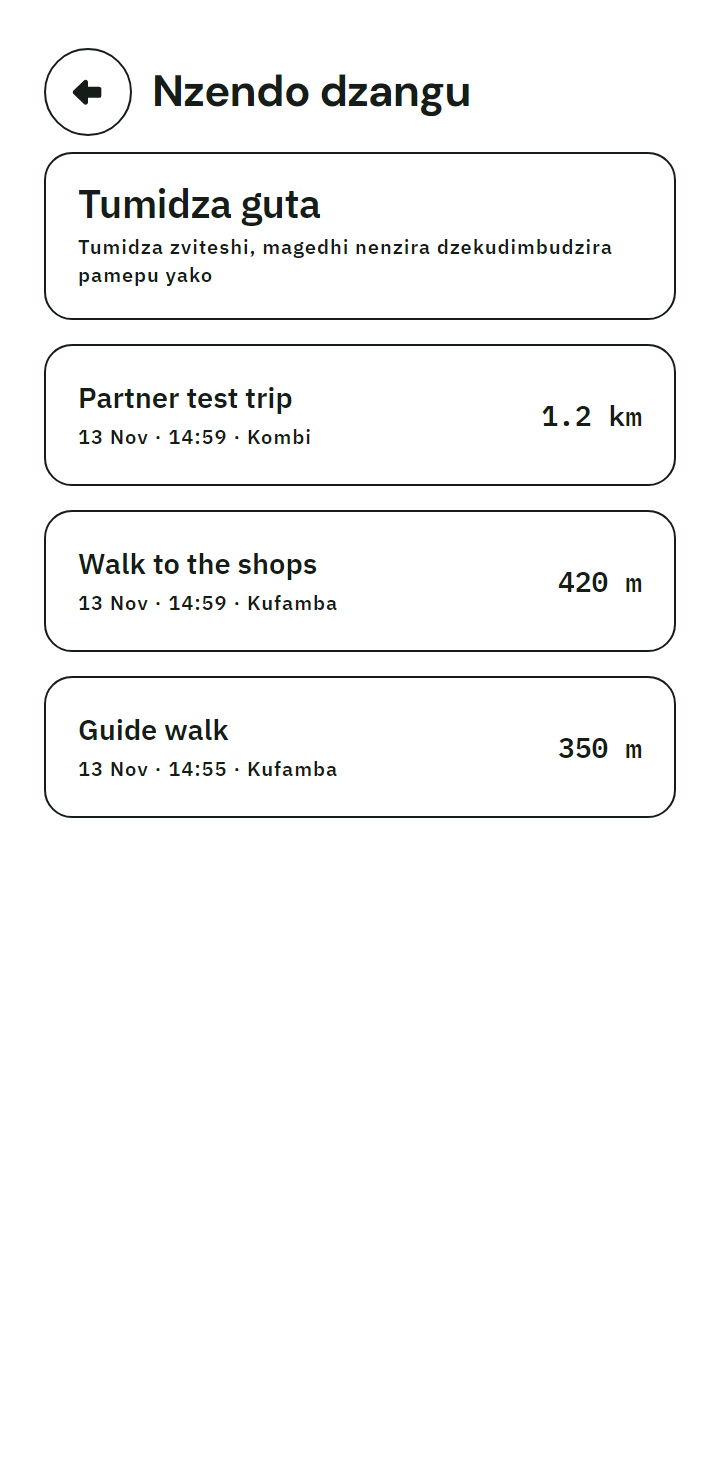 Nzendo dzangu
Tumidza guta
Tumidza zviteshi, magedhi nenzira dzekudimbudzira
pamepu yako
Partner test trip
13 Nov · 14:59 · Kombi
1.2 km
Walk to the shops
13 Nov · 14:59 · Kufamba
420 m
Guide walk
13 Nov · 14:55 · Kufamba
350 m